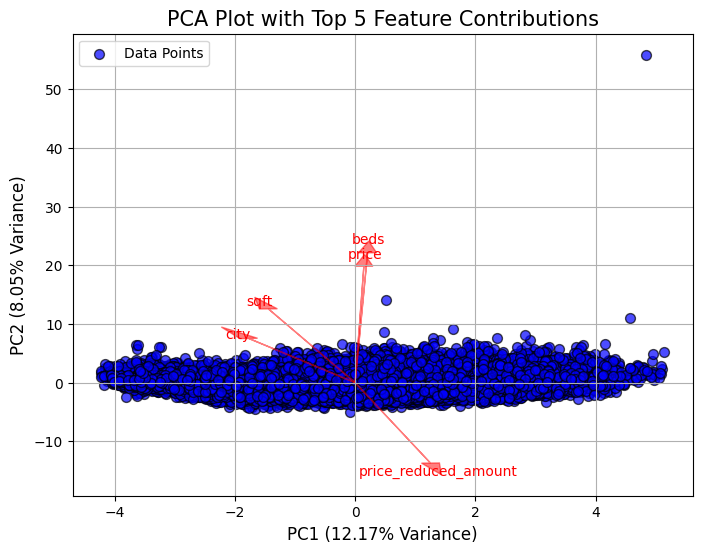 PCA Plot with Top 5 Feature Contributions
Data Points
50
40
30
20
10
0
−10
beds
price
sqft
city
price_reduced_amount
−4
−2
0
2
4
PC1 (12.17% Variance)
PC2 (8.05% Variance)